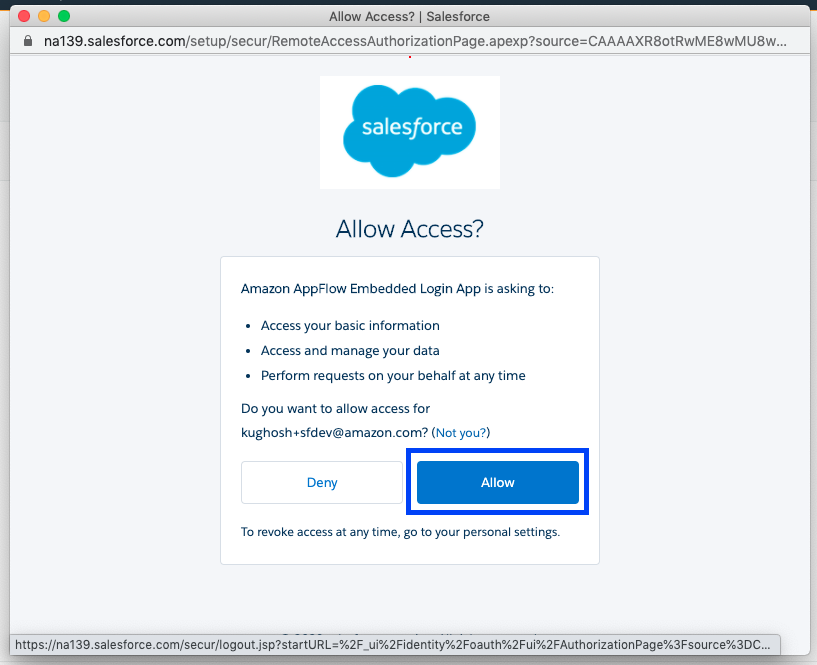 Allow Access? | Salesforce
na139.salesforce.com/setup/secur/RemoteAccessAuthorizationPage.apexp?source=CAAAAXR8otRwME8wMU8w...
salesforce
Allow Access?
Amazon AppFlow Embedded Login App is asking to:
• Access your basic information
• Access and manage your data
• Perform requests on your behalf at any time
Do you want to allow access for
kughosh+sfdev@amazon.com? (Not you?)
Deny
Allow
To revoke access at any time, go to your personal settings.
https://na139.salesforce.com/secur/logout.jsp?startURL=%2F_ui%2Fidentity%2Foauth%2Fui%2FAuthorizationPage%3Fsource%3DC...